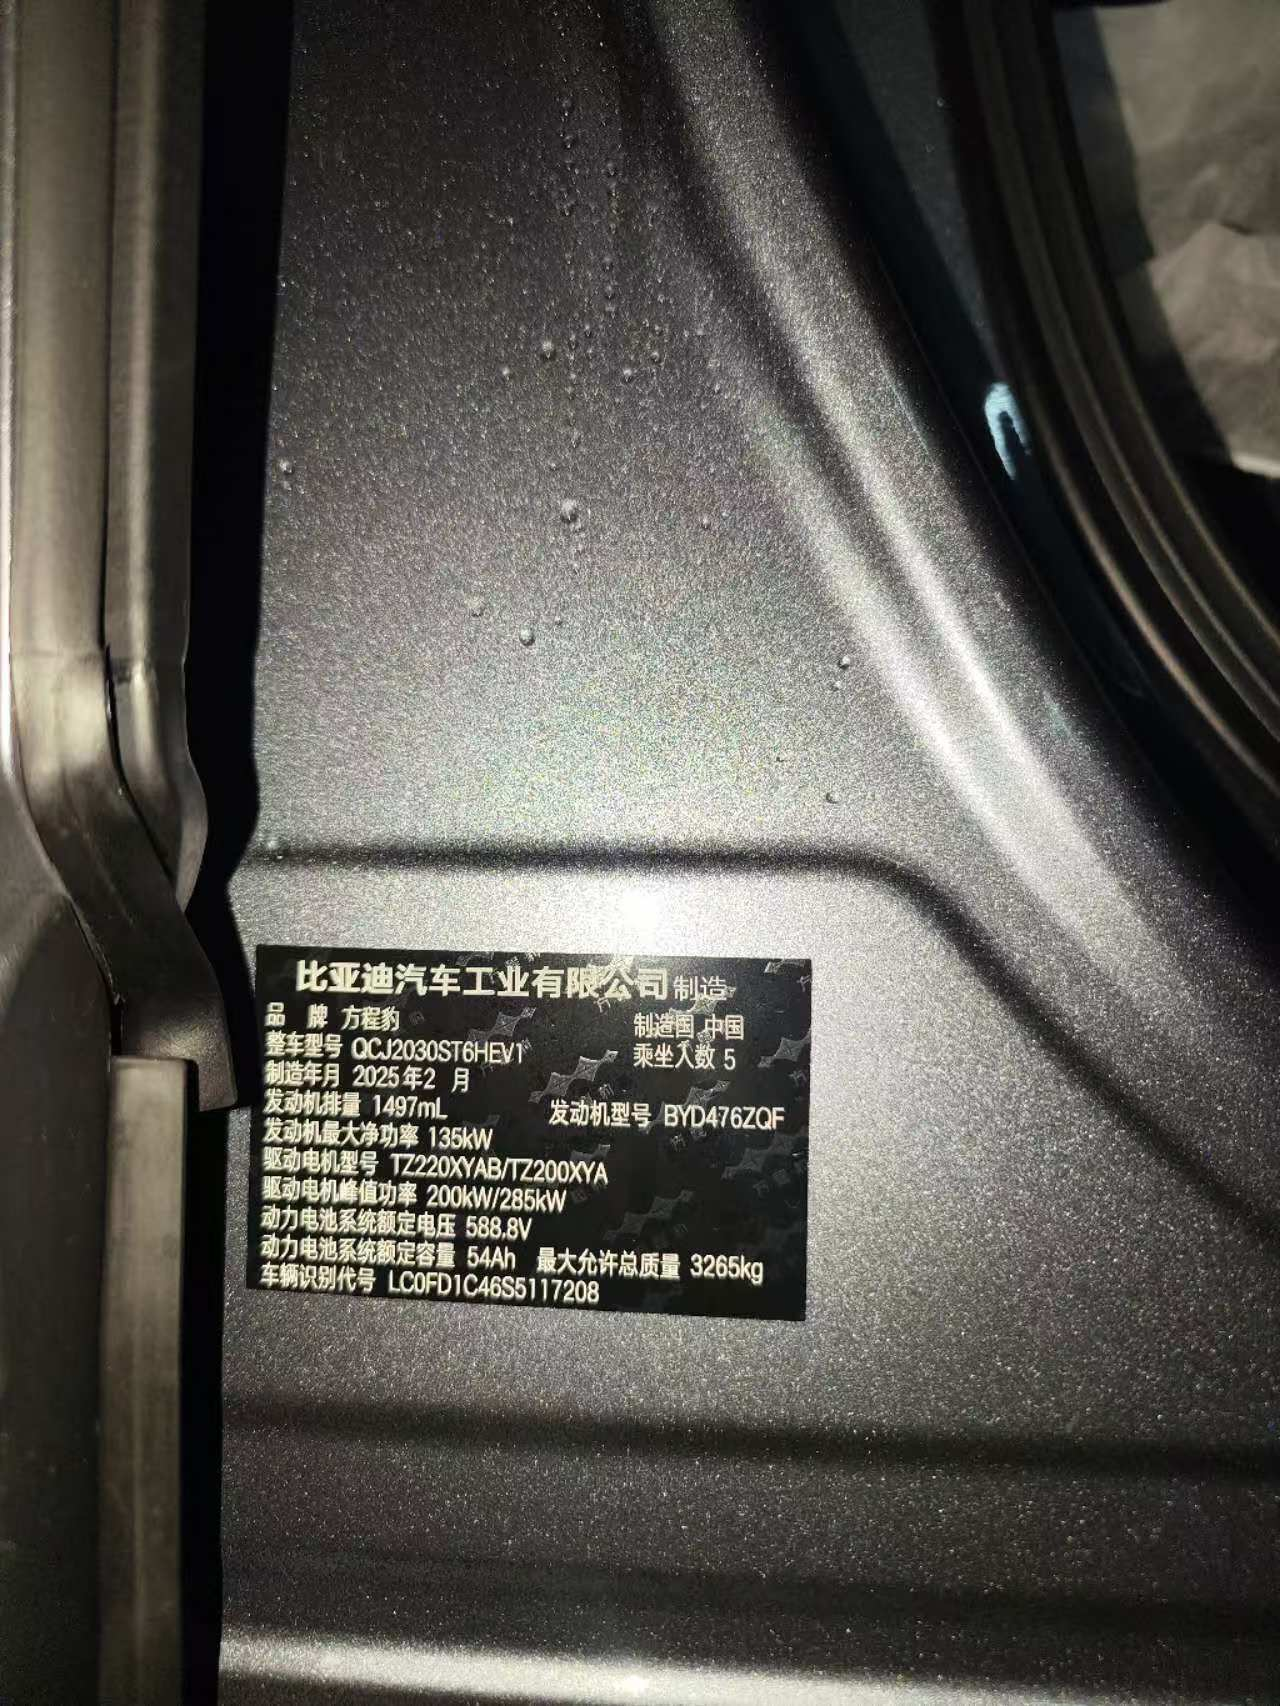 比亚迪汽车工业有限公司制造
品 牌 方程豹 制造国 中国
整车型号 QCJ2030ST6HEV1 乘坐人数 5
制造年月 2025年2 月
发动机排量 1497mL 发动机型号 BYD476ZQF
发动机最大净功率 135kW
驱动电机型号 TZ220XYAB/TZ200XYA
驱动电机峰值功率 200kW/285kW
动力电池系统额定电压 588.8V
动力电池系统额定容量 54Ah 最大允许总质量 3265kg
车辆识别代号 LC0FD1C46S5117208